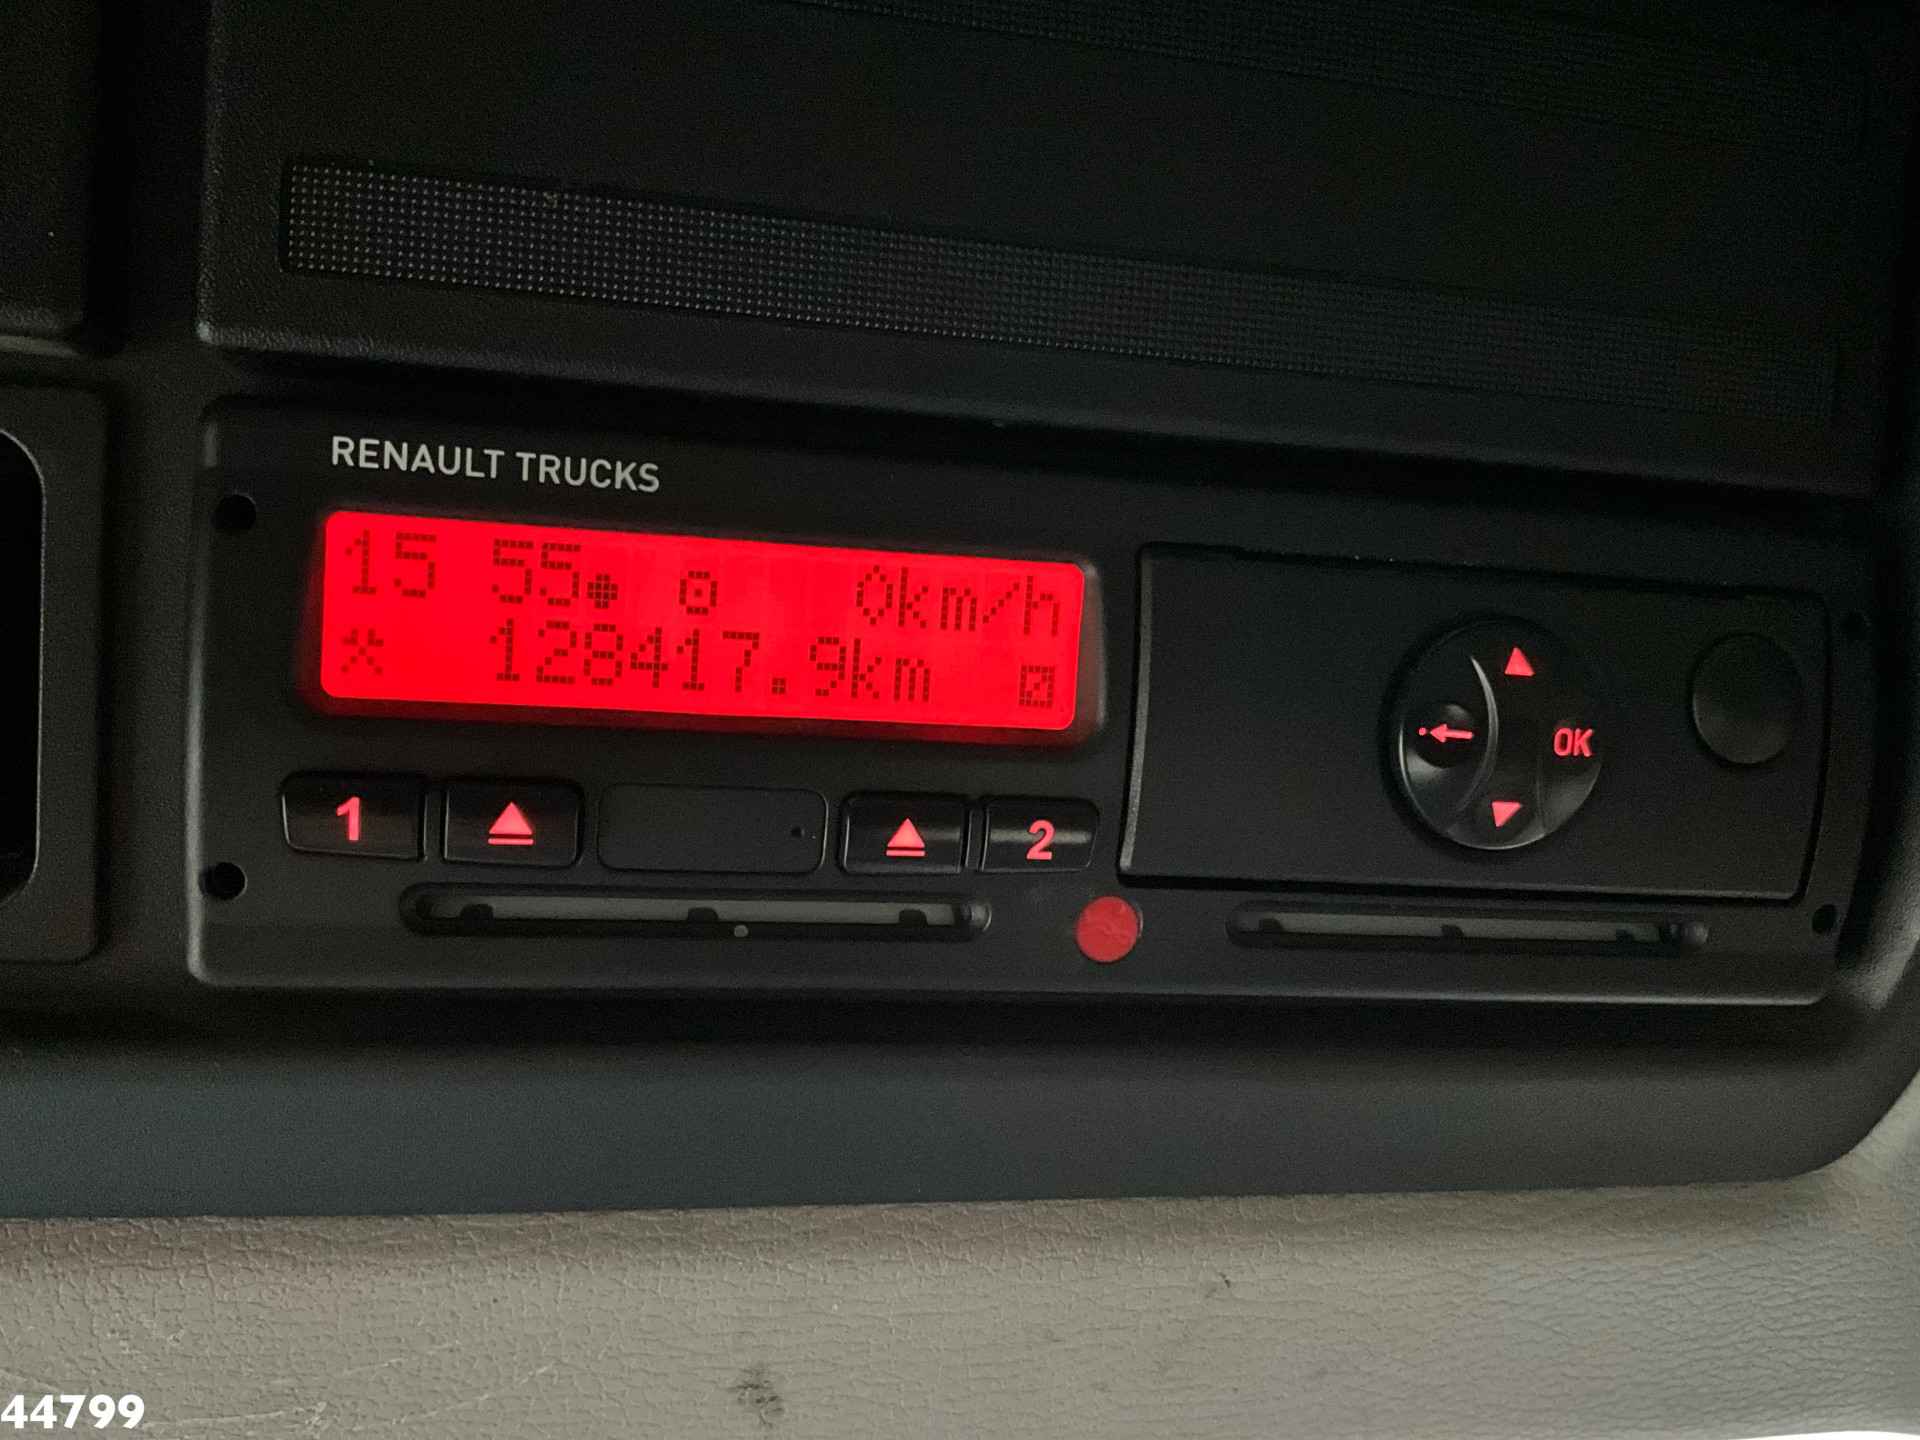 RENAULT TRUCKS
15 55 0km/h
128417.9km
1 2
OK
44799